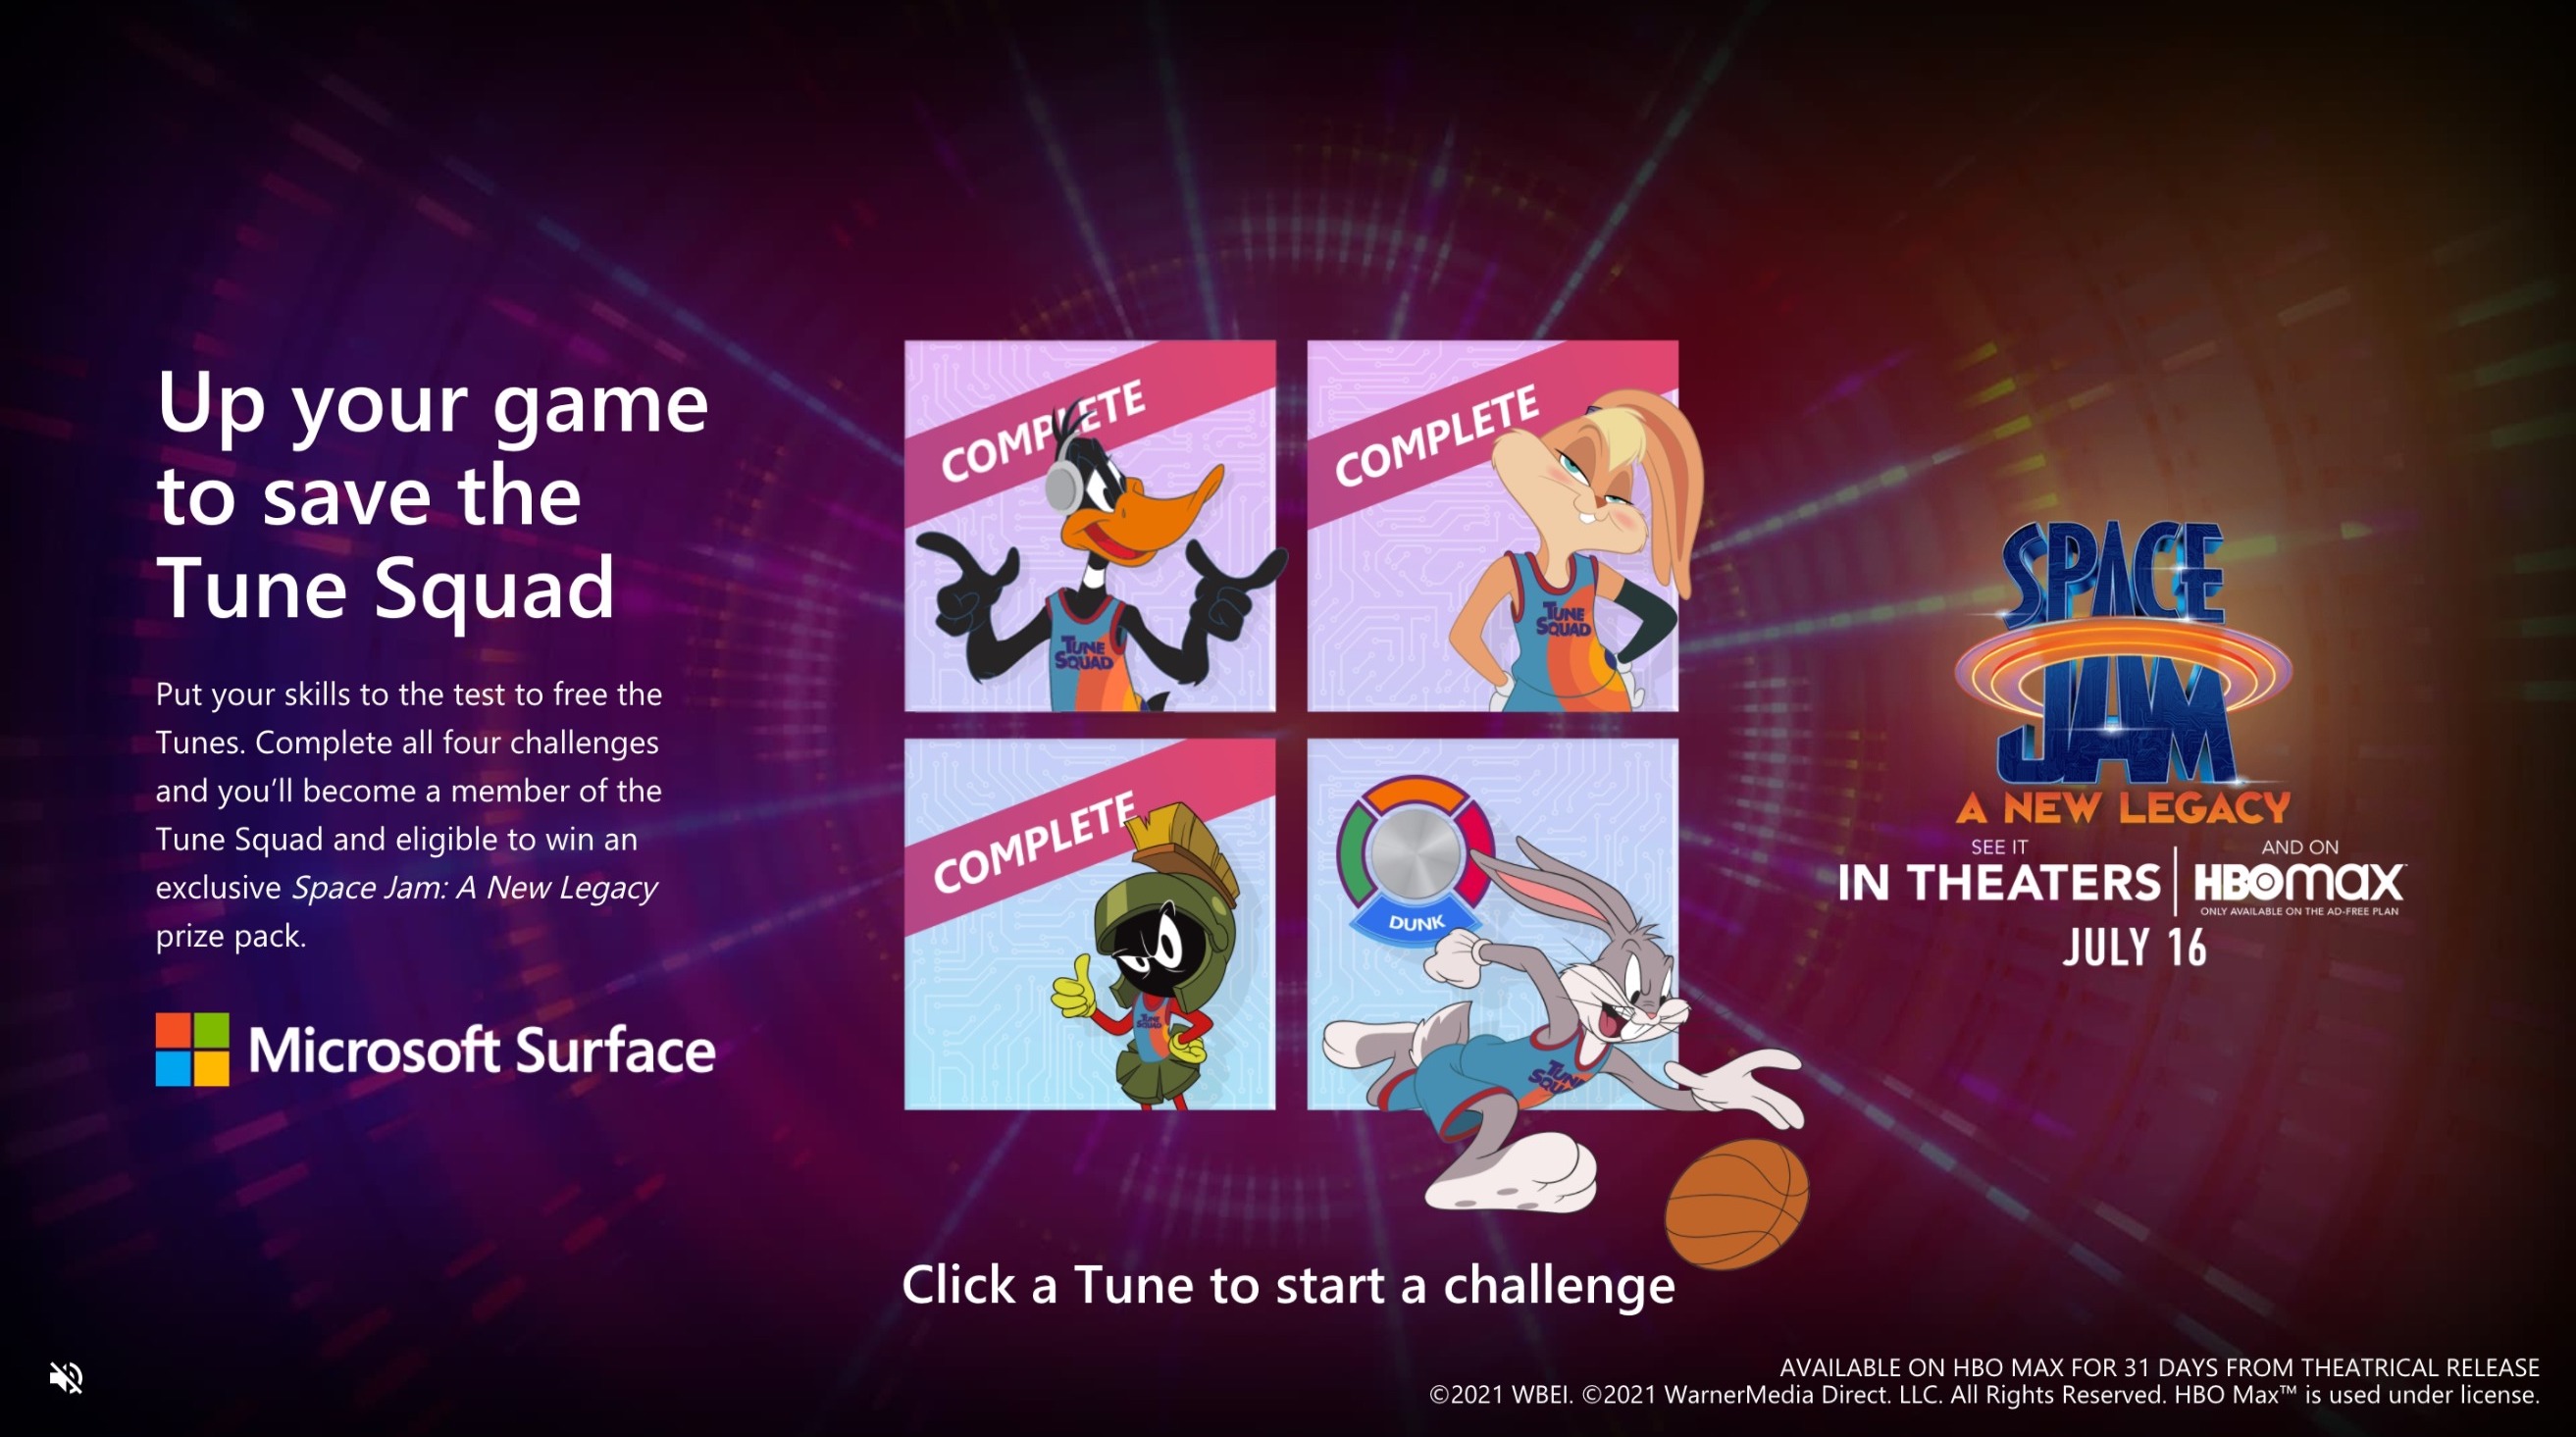 Up your game
to save the
Tune Squad
Put your skills to the test to free the
Tunes. Complete all four challenges
and you'll become a member of the
Tune Squad and eligible to win an
exclusive Space Jam: A New Legacy
prize pack.
Microsoft Surface
COMPLETE
TUNE
SQUAD
COMPLETE
TUNE
SQUAD
COMPLETE
TUNE
SQUAD
DUNK
TUNE
SQU
Click a Tune to start a challenge
SPACE
JAM
A NEW LEGACY
SEE IT
IN THEATERS
AND ON
HBOmax
ONLY AVAILABLE ON THE AD-FREE PLAN
JULY 16
AVAILABLE ON HBO MAX FOR 31 DAYS FROM THEATRICAL RELEASE
©2021 WBEI. ©2021 WarnerMedia Direct. LLC. All Rights Reserved. HBO Max™ is used under license.